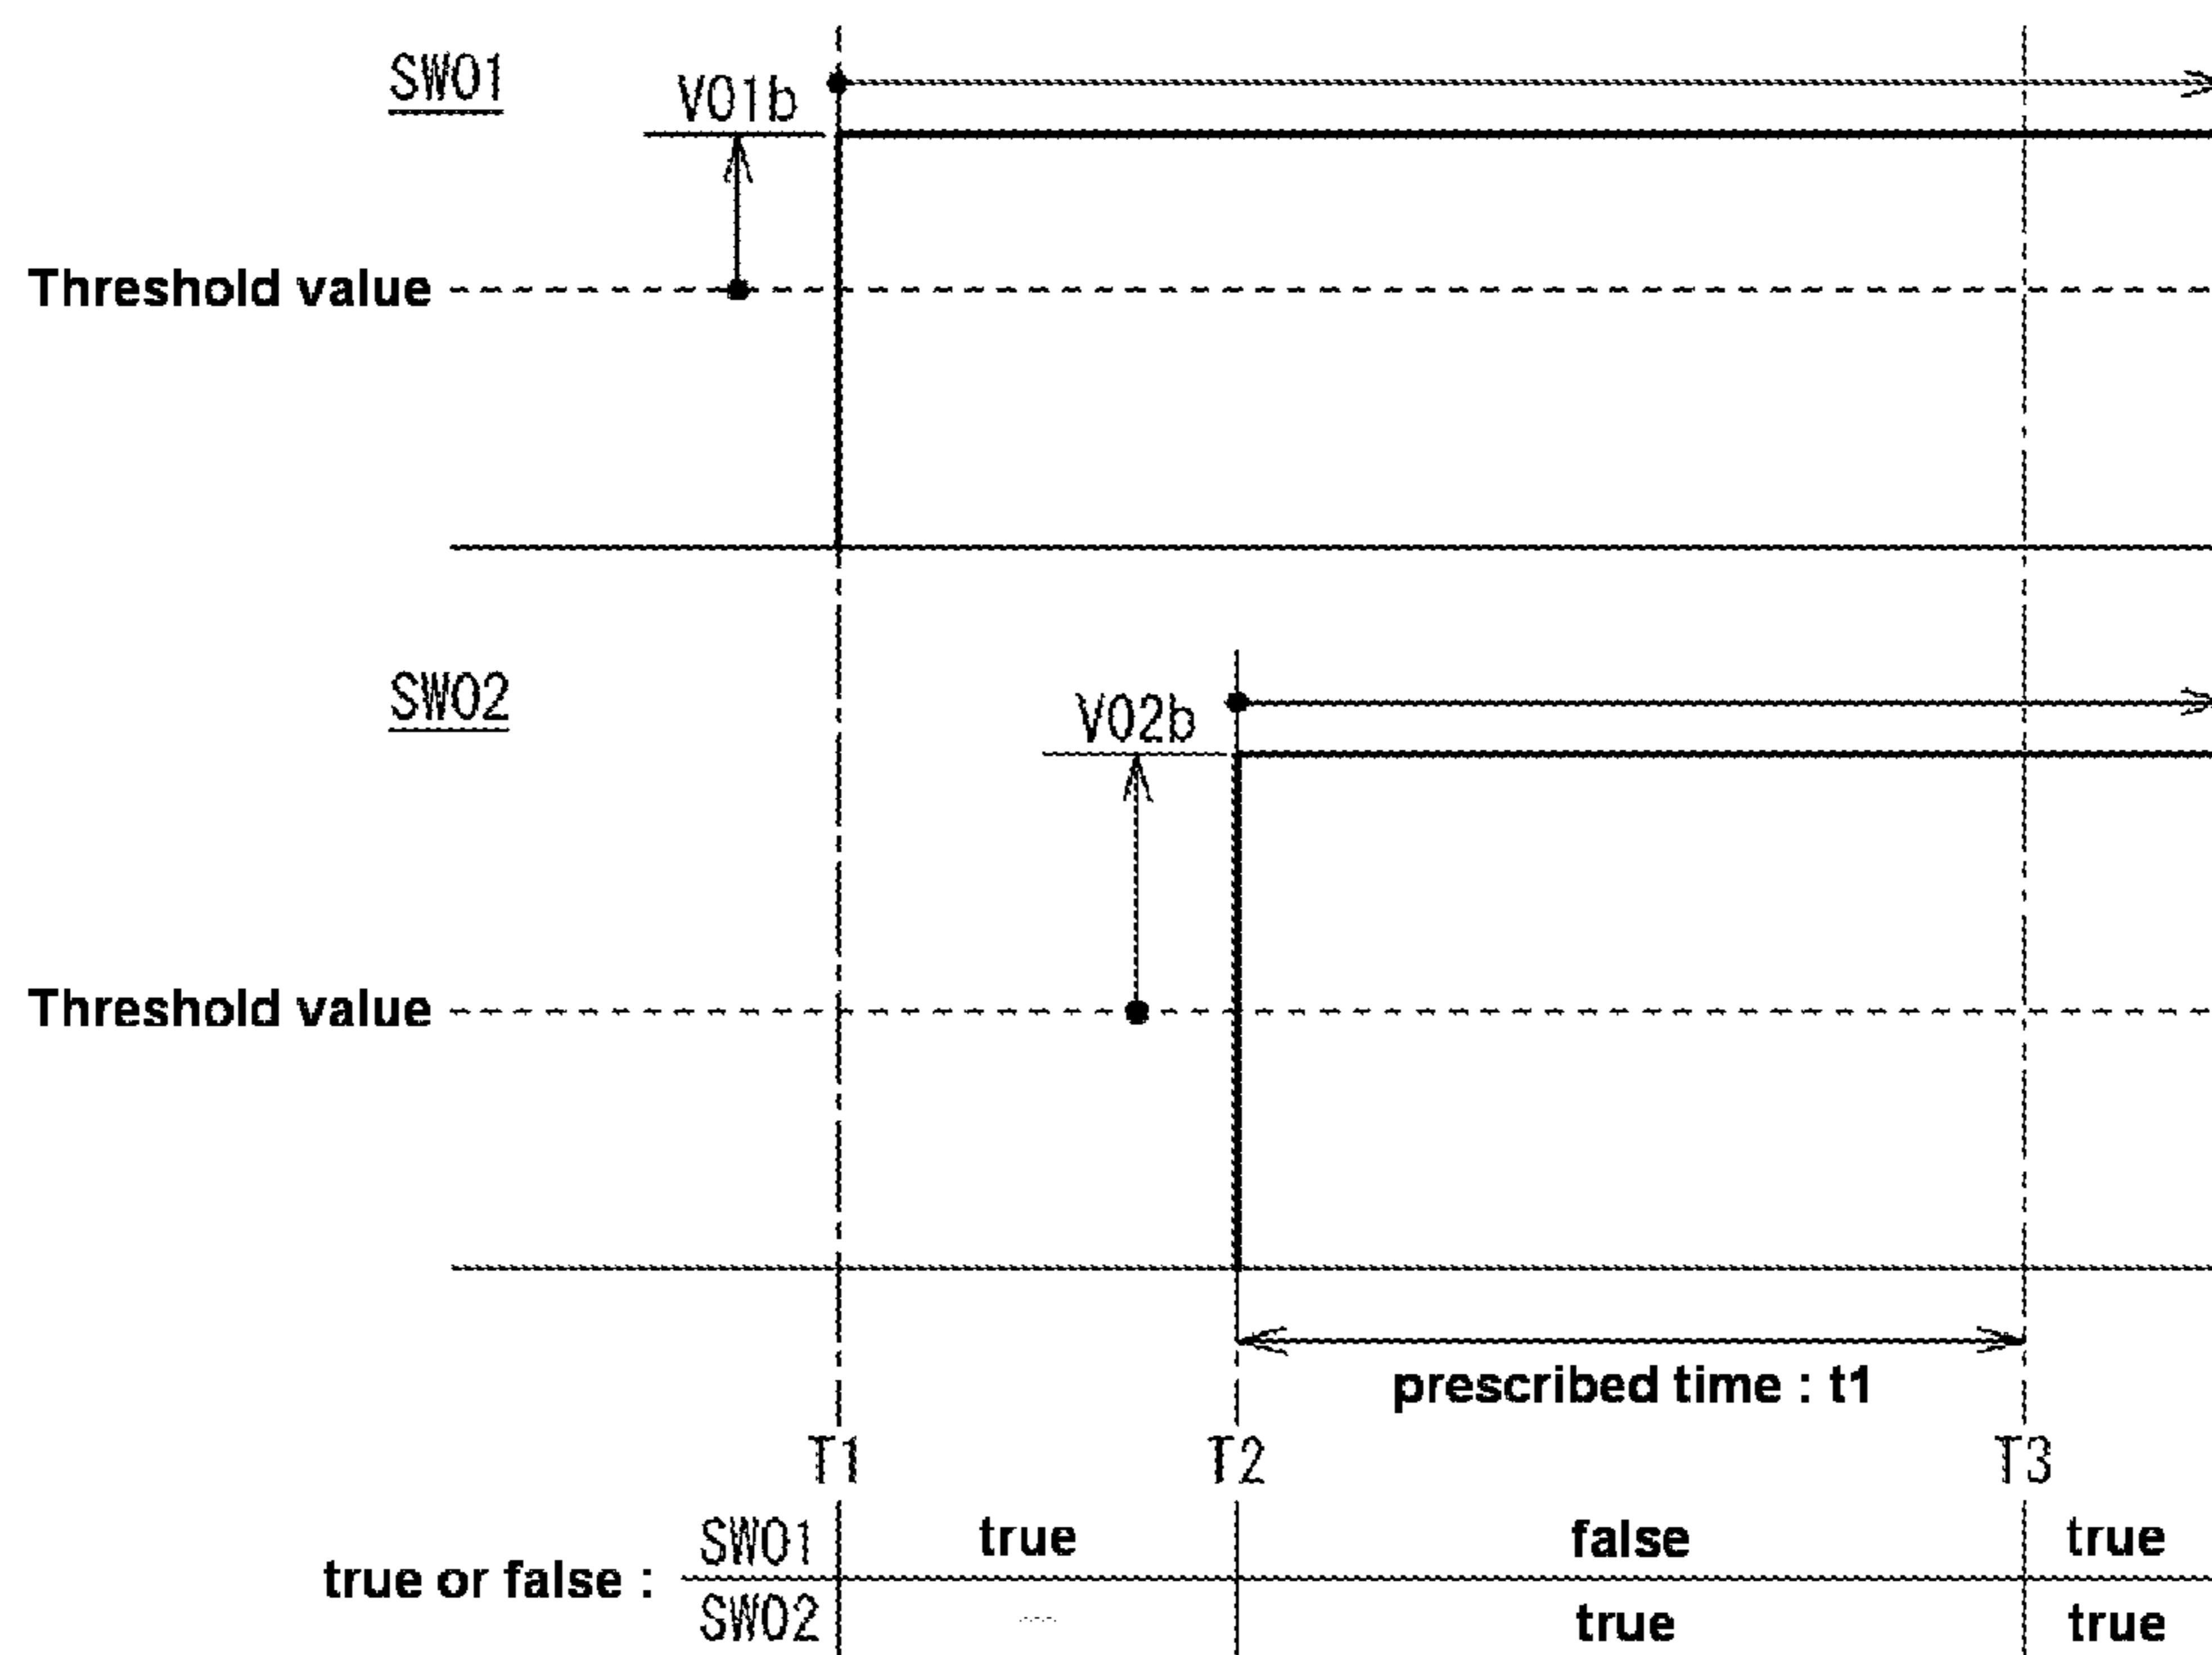 SW01
V01b
Threshold value
SW02
V02b
Threshold value
prescribed time : t1
T1 T2 T3
true or false :
SW01 true false true
SW02 ---- true true